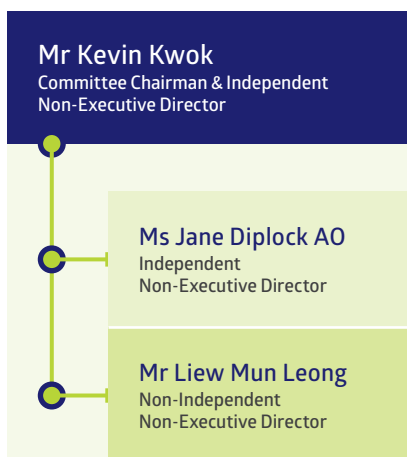 Mr Kevin Kwok
Committee Chairman & Independent
Non-Executive Director
Ms Jane Diplock AO
Independent
Non-Executive Director
Mr Liew Mun Leong
Non-Independent
Non-Executive Director